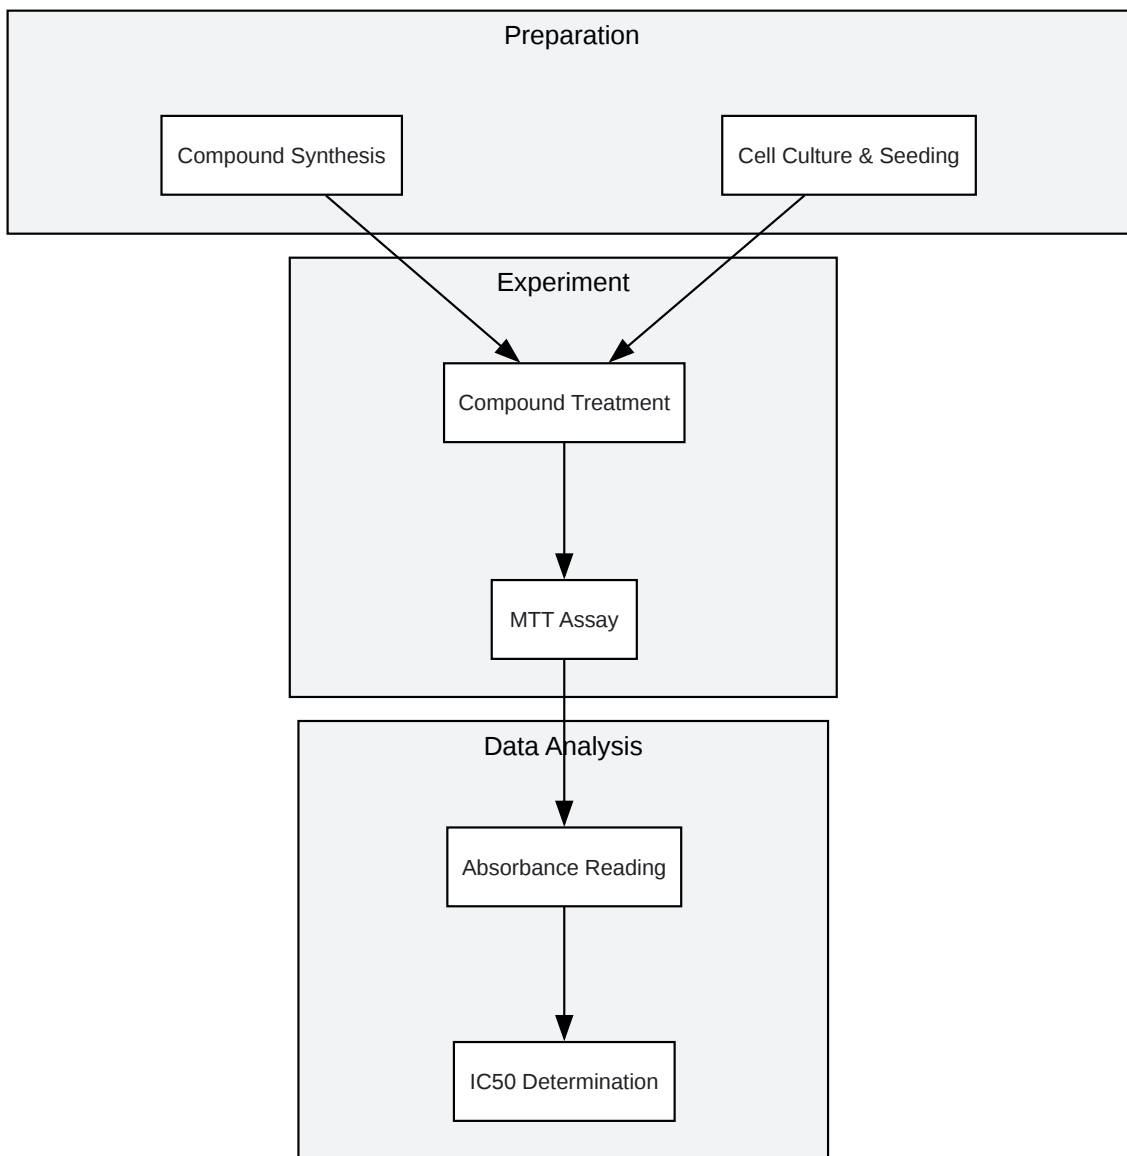 Preparation
Compound Synthesis
Cell Culture & Seeding
Experiment
Compound Treatment
MTT Assay
Data Analysis
Absorbance Reading
IC50 Determination